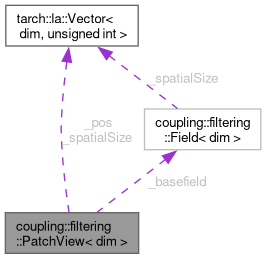 tarch::la::Vector<
dim, unsigned int >
_spatialSize
_pos
_spatialSize
coupling::filtering
::Field< dim >
_basefield
coupling::filtering
::PatchView< dim >